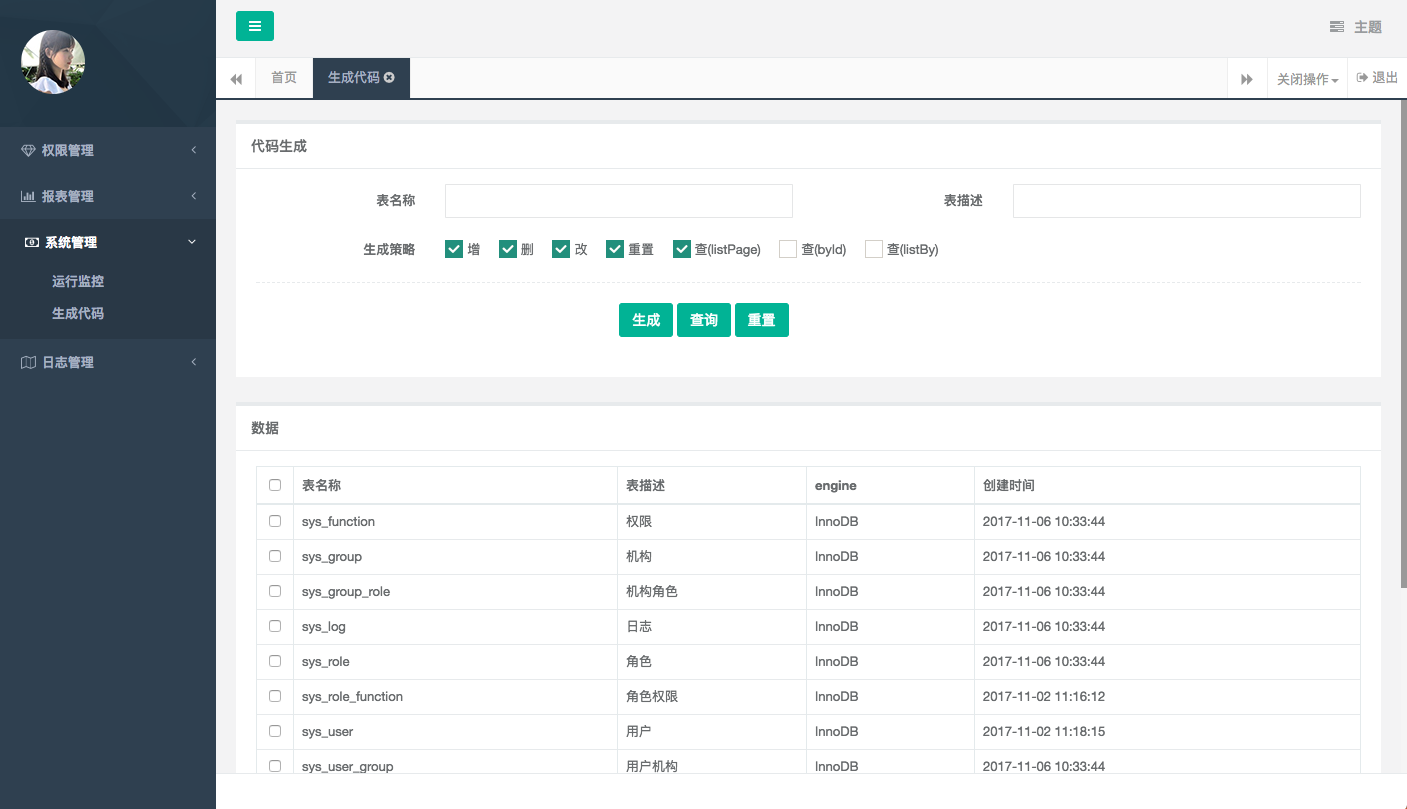 主题
首页 生成代码 关闭操作 退出
权限管理
报表管理
系统管理
运行监控
生成代码
日志管理
代码生成
表名称 表描述
生成策略 增 删 改 重置 查(listPage) 查(byId) 查(listBy)
生成 查询 重置
数据
表名称 表描述 engine 创建时间
sys_function 权限 InnoDB 2017-11-06 10:33:44
sys_group 机构 InnoDB 2017-11-06 10:33:44
sys_group_role 机构角色 InnoDB 2017-11-06 10:33:44
sys_log 日志 InnoDB 2017-11-06 10:33:44
sys_role 角色 InnoDB 2017-11-06 10:33:44
sys_role_function 角色权限 InnoDB 2017-11-02 11:16:12
sys_user 用户 InnoDB 2017-11-02 11:18:15
sys_user_group 用户机构 InnoDB 2017-11-06 10:33:44